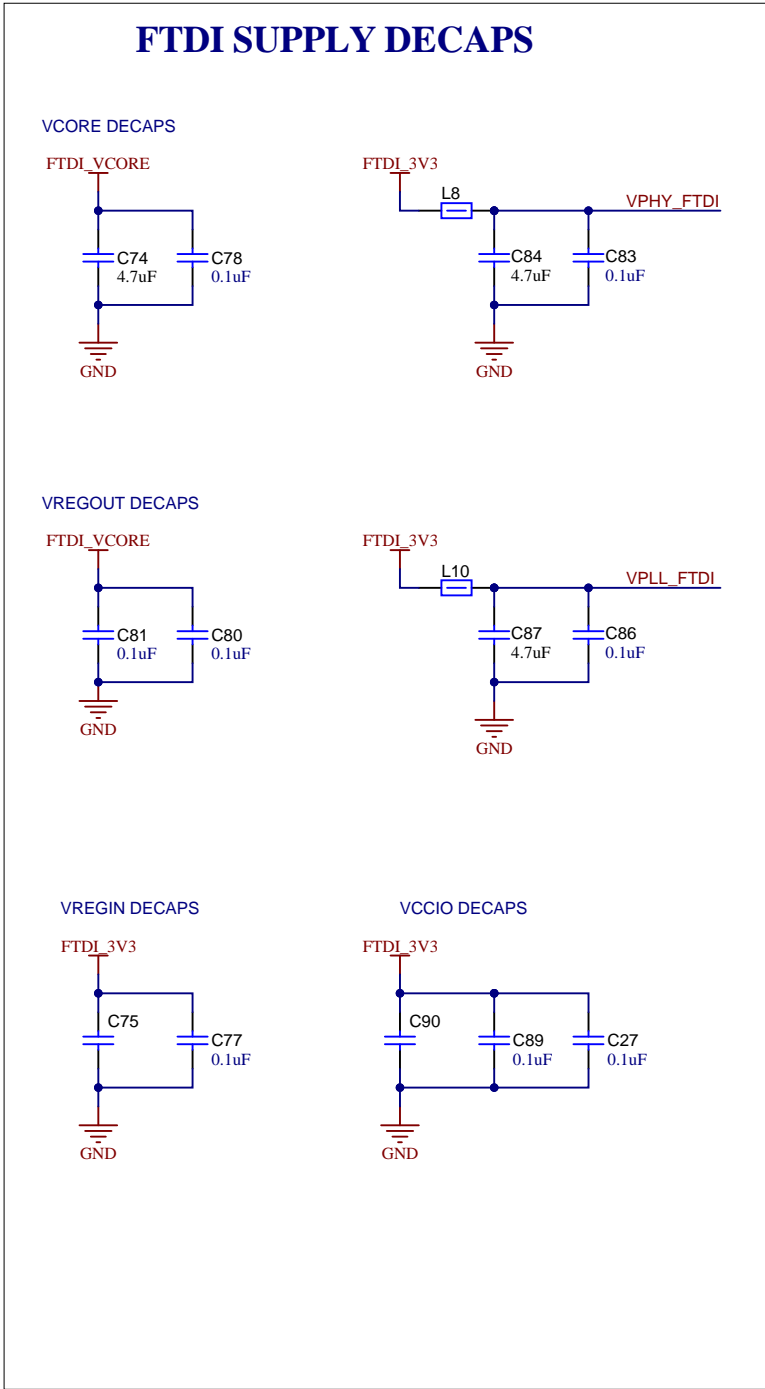 FTDI SUPPLY DECAPS
VCORE DECAPS
FTDI_VCORE
C74
4.7uF
C78
0.1uF
GND
FTDI_3V3
L8
VPHY_FTDI
C84
4.7uF
C83
0.1uF
GND
VREGOUT DECAPS
FTDI_VCORE
C81
0.1uF
C80
0.1uF
GND
FTDI_3V3
L10
VPLL_FTDI
C87
4.7uF
C86
0.1uF
GND
VREGIN DECAPS
FTDI_3V3
C75
C77
0.1uF
GND
VCCIO DECAPS
FTDI_3V3
C90
C89
0.1uF
C27
0.1uF
GND